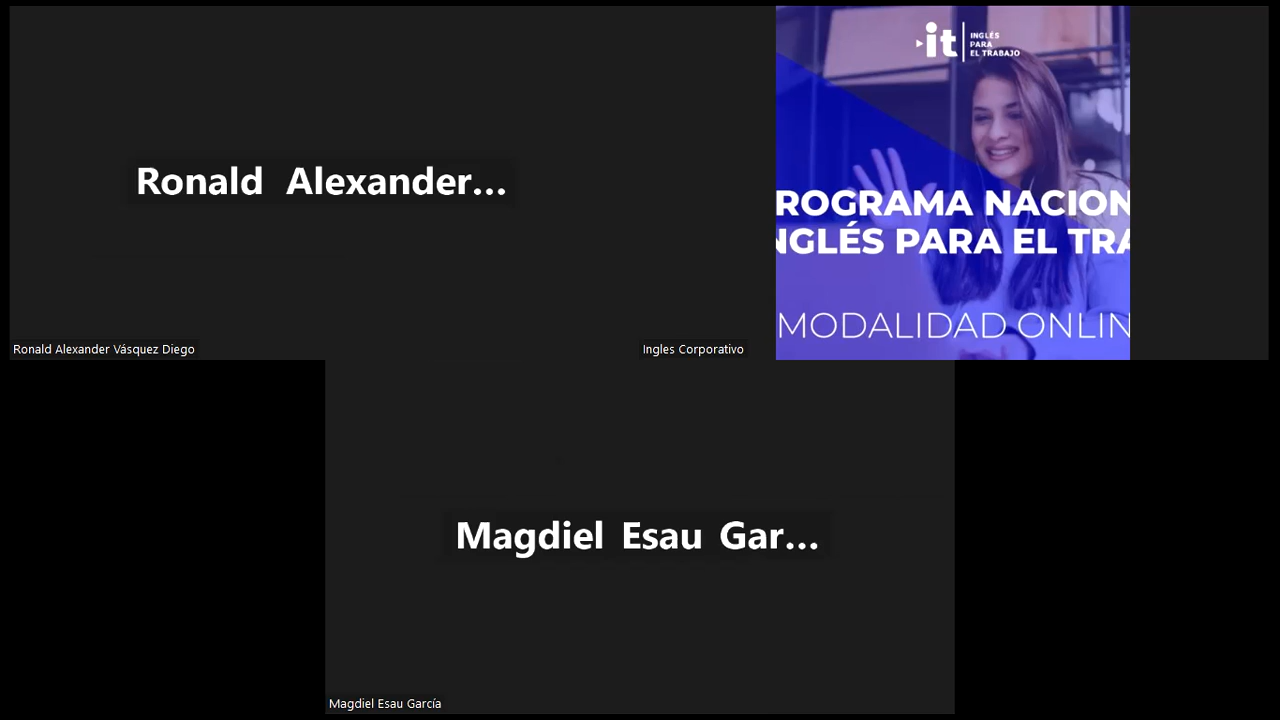 Ronald Alexander...
Ronald Alexander Vásquez Diego
it
INGLÉS
PARA
EL TRABAJO
ROGRAMA NACION
NGLÉS PARA EL TRA
MODALIDAD ONLIN
Ingles Corporativo
Magdiel Esau Gar...
Magdiel Esau García